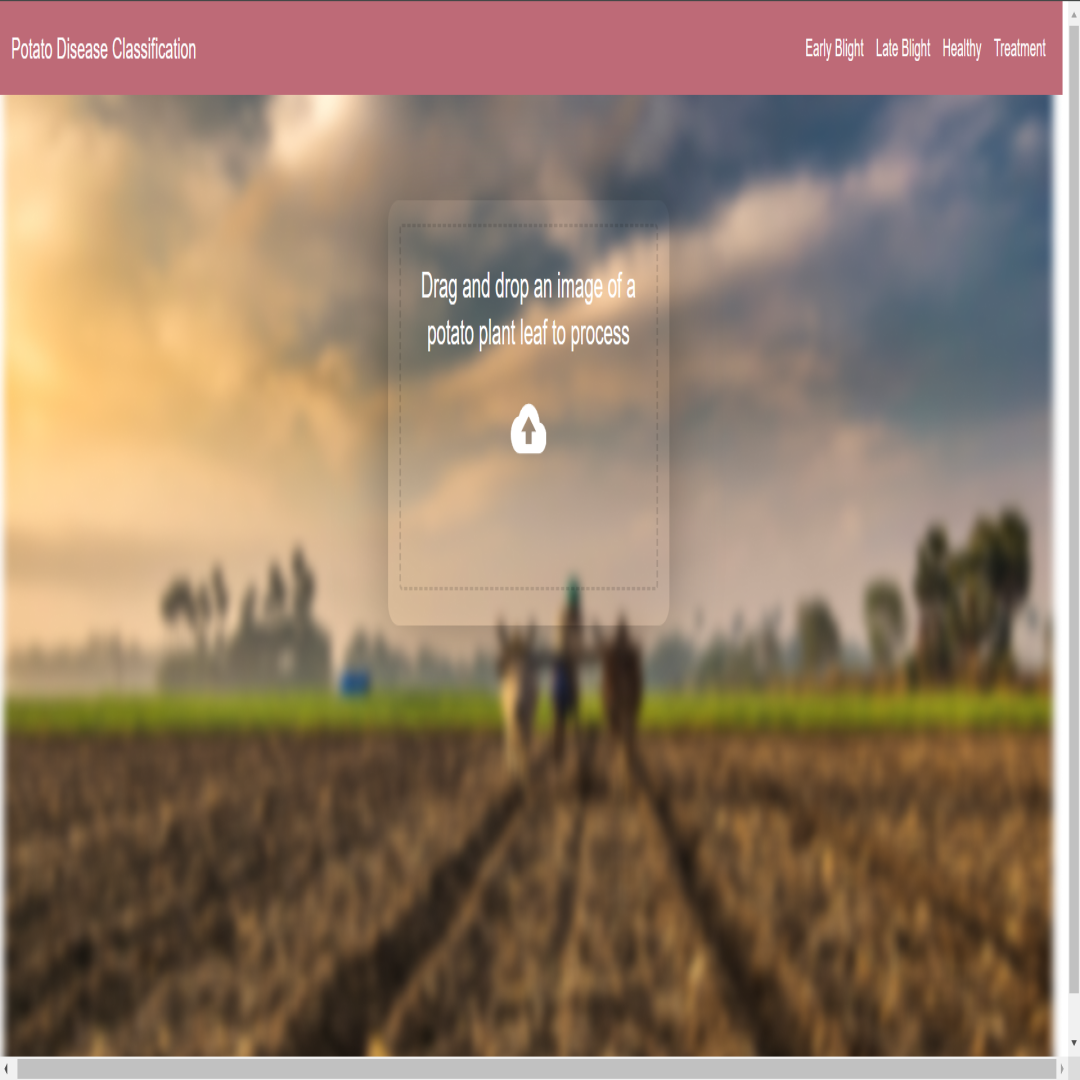 Potato Disease Classification
Early Blight Late Blight Healthy Treatment
Drag and drop an image of a
potato plant leaf to process